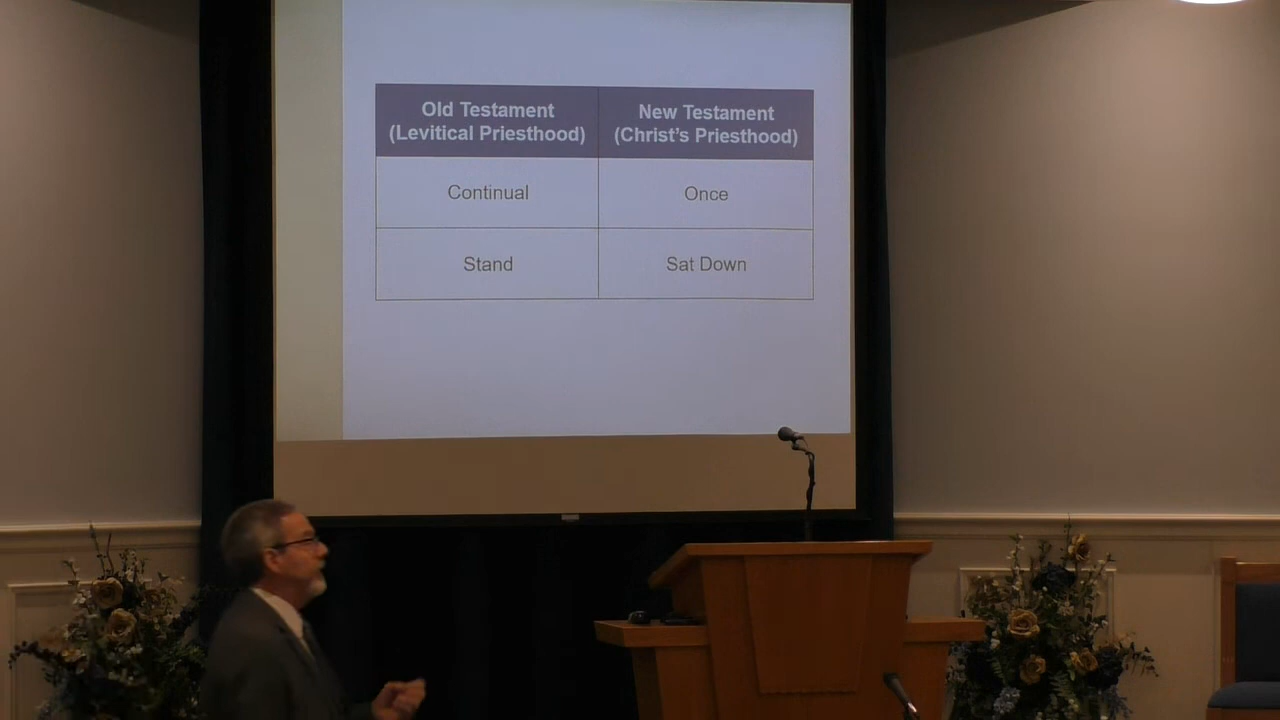 Old Testament
(Levitical Priesthood)
New Testament
(Christ's Priesthood)
Continual
Once
Stand
Sat Down